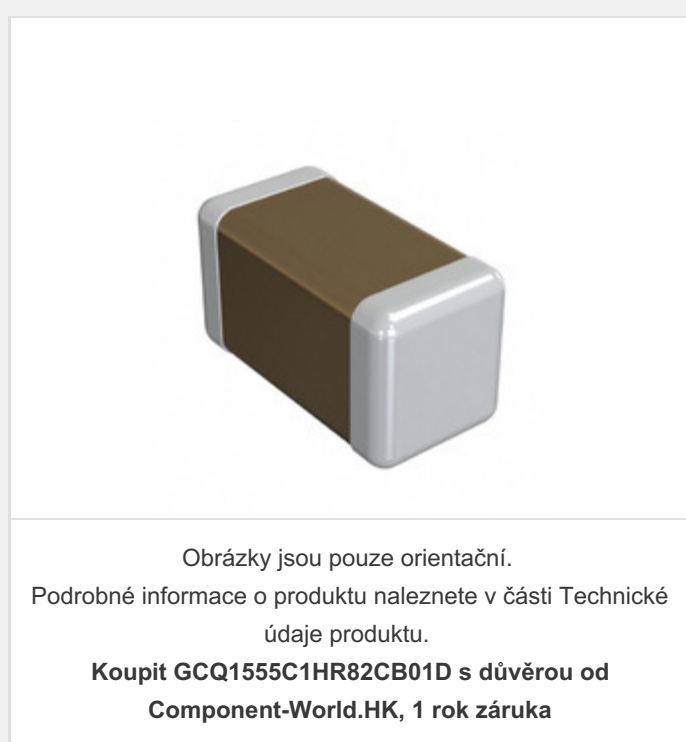 Obrázky jsou pouze orientační.
Podrobné informace o produktu naleznete v části Technické
údaje produktu.
Koupit GCQ1555C1HR82CB01D s důvěrou od
Component-World.HK, 1 rok záruka